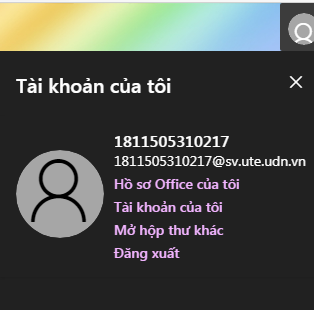 Tài khoản của tôi
1811505310217
1811505310217@sv.ute.udn.vn
Hồ sơ Office của tôi
Tài khoản của tôi
Mở hộp thư khác
Đăng xuất